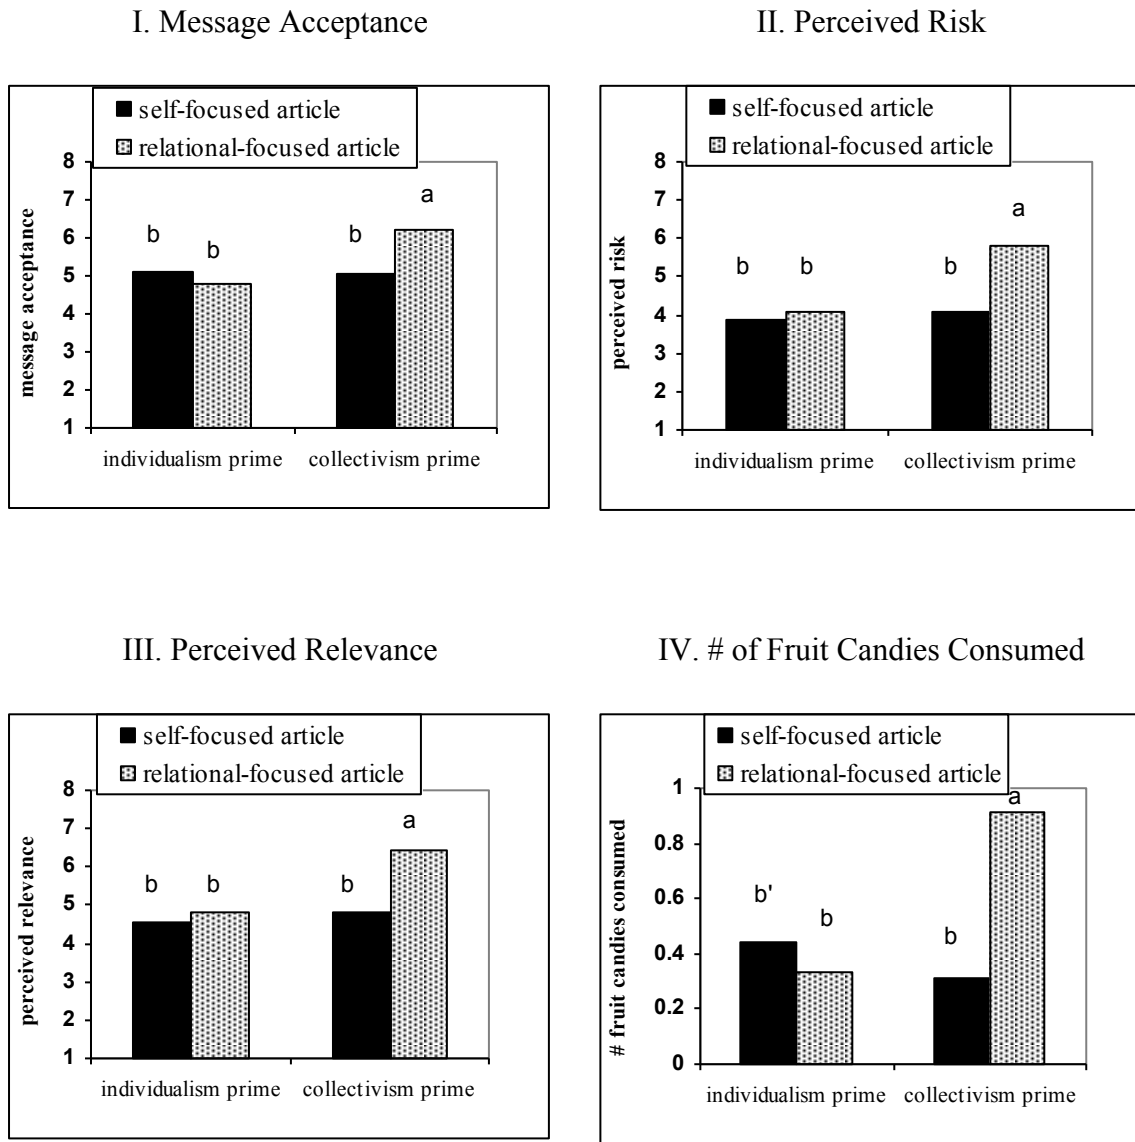 I. Message Acceptance
self-focused article
relational-focused article
message acceptance
8
7
6
5
4
3
2
1
b
b
b
a
individualism prime
collectivism prime
II. Perceived Risk
self-focused article
relational-focused article
perceived risk
8
7
6
5
4
3
2
1
b
b
b
a
individualism prime
collectivism prime
III. Perceived Relevance
self-focused article
relational-focused article
perceived relevance
8
7
6
5
4
3
2
1
b
b
b
a
individualism prime
collectivism prime
IV. # of Fruit Candies Consumed
self-focused article
relational-focused article
# fruit candies consumed
1
0.8
0.6
0.4
0.2
0
b'
b
b
a
individualism prime
collectivism prime